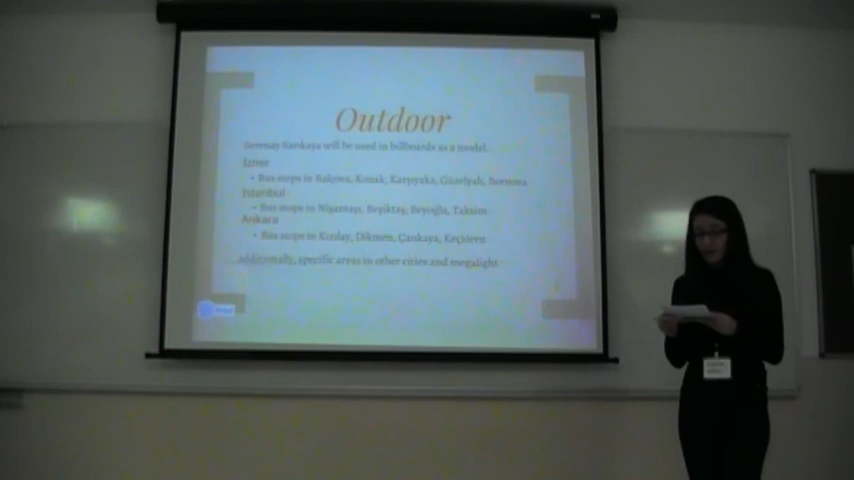 Outdoor
Serenay Sarıkaya will be used in billboards as a model.
İzmir
• Bus stops in Balçova, Konak, Karşıyaka, Güzelyalı, Bornova
İstanbul
• Bus stops in Nişantaşı, Beşiktaş, Beyoğlu, Taksim
Ankara
• Bus stops in Kızılay, Dikmen, Çankaya, Keçiören
additionally, specific areas in other cities and megalight